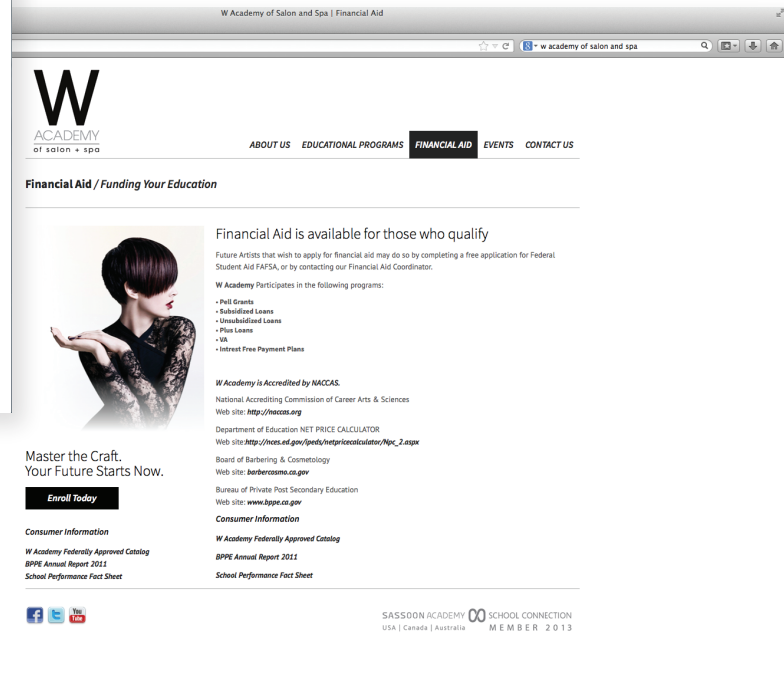 W Academy of Salon and Spa | Financial Aid
w academy of salon and spa
W
ACADEMY
of salon + spa
ABOUT US EDUCATIONAL PROGRAMS FINANCIAL AID EVENTS CONTACT US
Financial Aid / Funding Your Education
Financial Aid is available for those who qualify
Future Artists that wish to apply for financial aid may do so by completing a free application for Federal
Student Aid FAFSA, or by contacting our Financial Aid Coordinator.
W Academy Participates in the following programs:
• Pell Grants
• Subsidized Loans
• Unsubsidized Loans
• Plus Loans
• VA
• Intrest Free Payment Plans
W Academy is Accredited by NACCAS.
National Accrediting Commission of Career Arts & Sciences
Web site: http://naccas.org
Department of Education NET PRICE CALCULATOR
Web site:http://nces.ed.gov/ipeds/netpricecalculator/Npc_2.aspx
Board of Barbering & Cosmetology
Web site: barbercosmo.ca.gov
Bureau of Private Post Secondary Education
Web site: www.bppe.ca.gov
Consumer Information
W Academy Federally Approved Catalog
BPPE Annual Report 2011
School Performance Fact Sheet
Master the Craft.
Your Future Starts Now.
Enroll Today
Consumer Information
W Academy Federally Approved Catalog
BPPE Annual Report 2011
School Performance Fact Sheet
You
Tube
SASSOON ACADEMY SCHOOL CONNECTION
USA | Canada | Australia MEMBER 2013